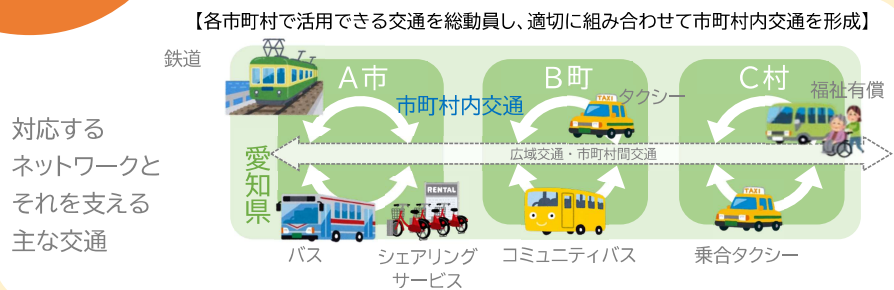 【各市町村で活用できる交通を総動員し、適切に組み合わせて市町村内交通を形成】
鉄道
A市
B町
C村
市町村内交通
タクシー
福祉有償
対応する
ネットワークと
それを支える
主な交通
愛知県
広域交通・市町村間交通
RENTAL
TAXI
TAXI
バス
シェアリング
サービス
コミュニティバス
乗合タクシー